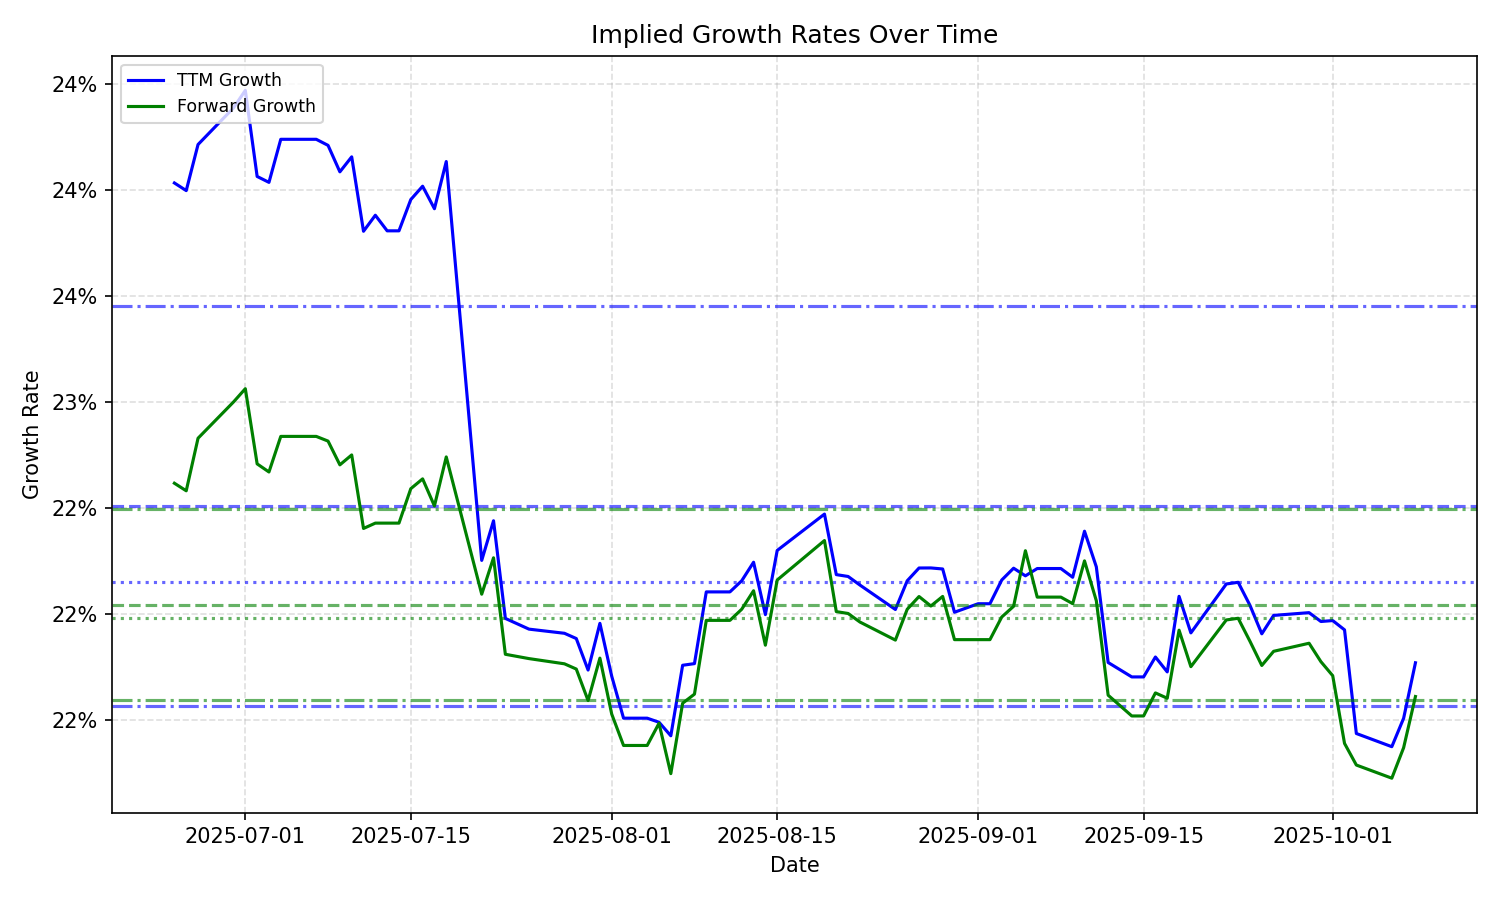 Implied Growth Rates Over Time
TTM Growth
Forward Growth
24%
24%
24%
23%
22%
22%
22%
Growth Rate
2025-07-01
2025-07-15
2025-08-01
2025-08-15
2025-09-01
2025-09-15
2025-10-01
Date